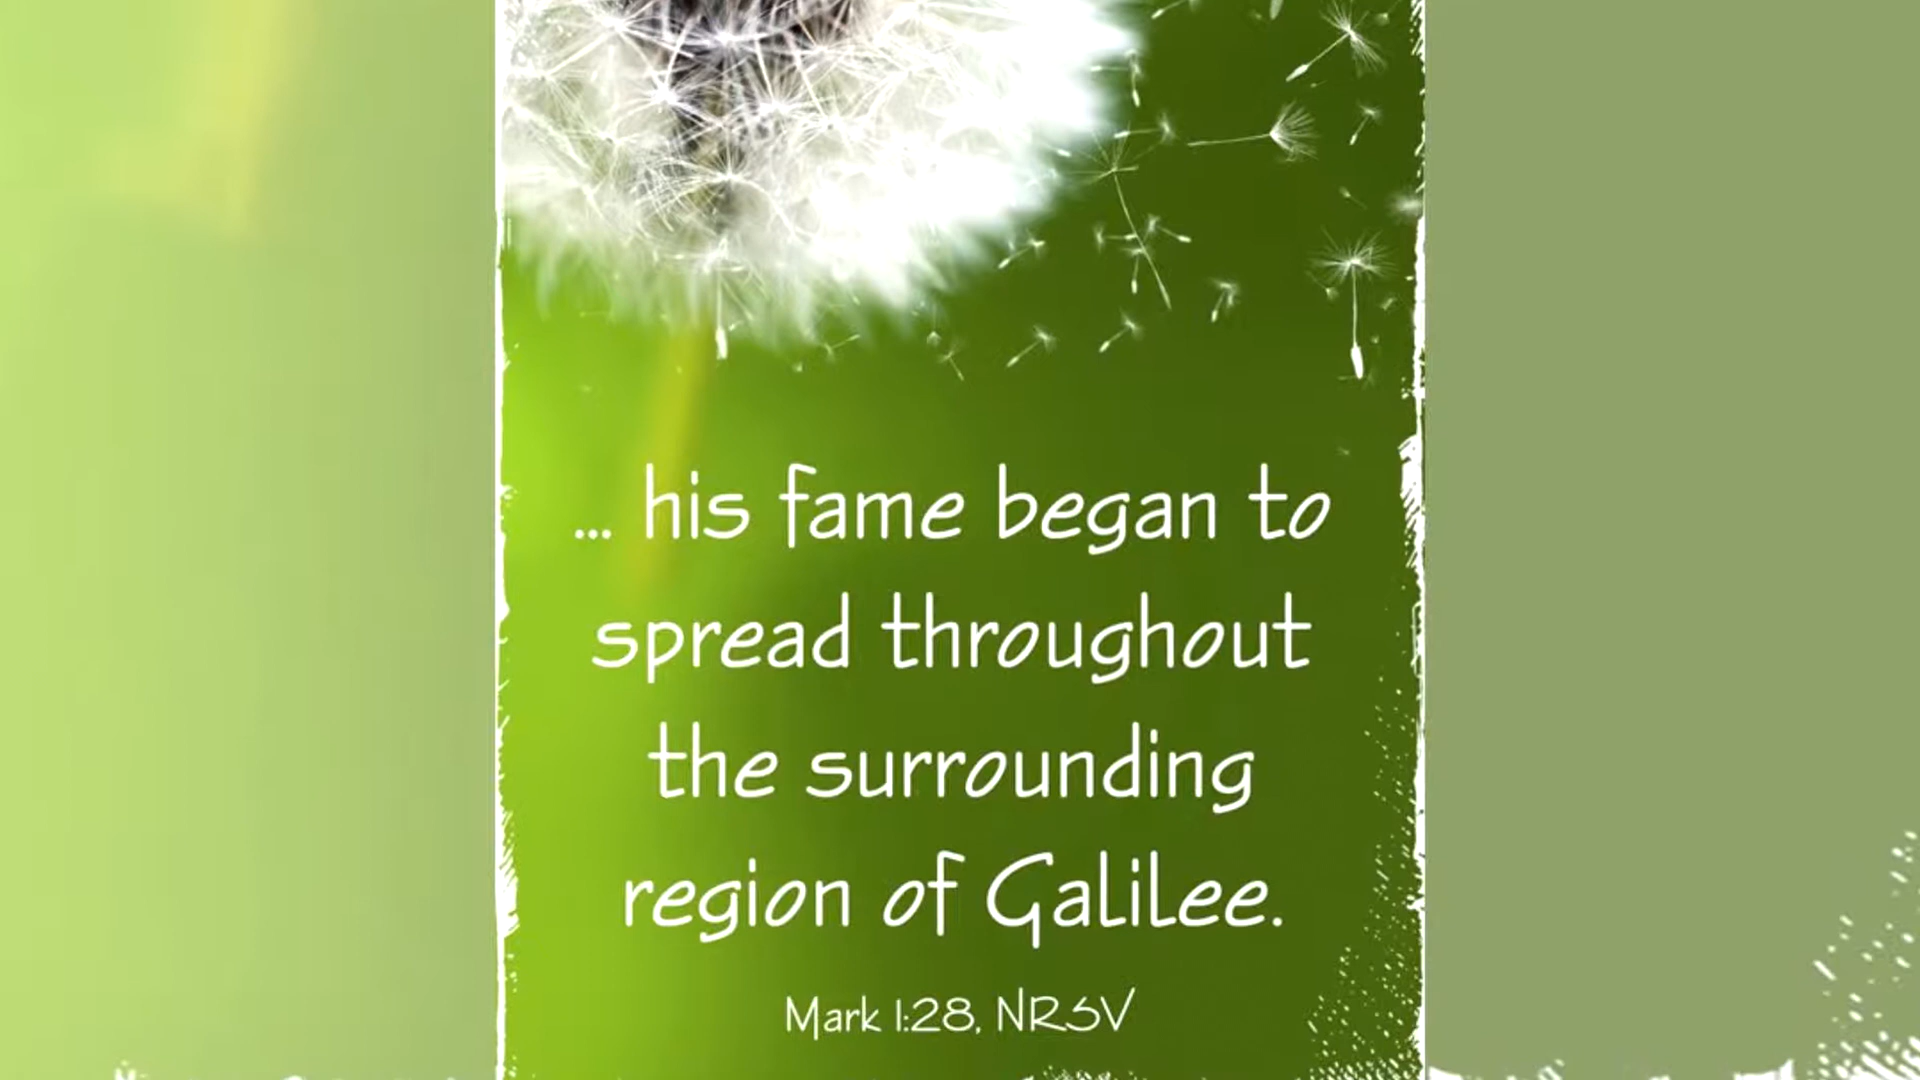 ... his fame began to
spread throughout
the surrounding
region of Galilee.
Mark 1:28, NRSV